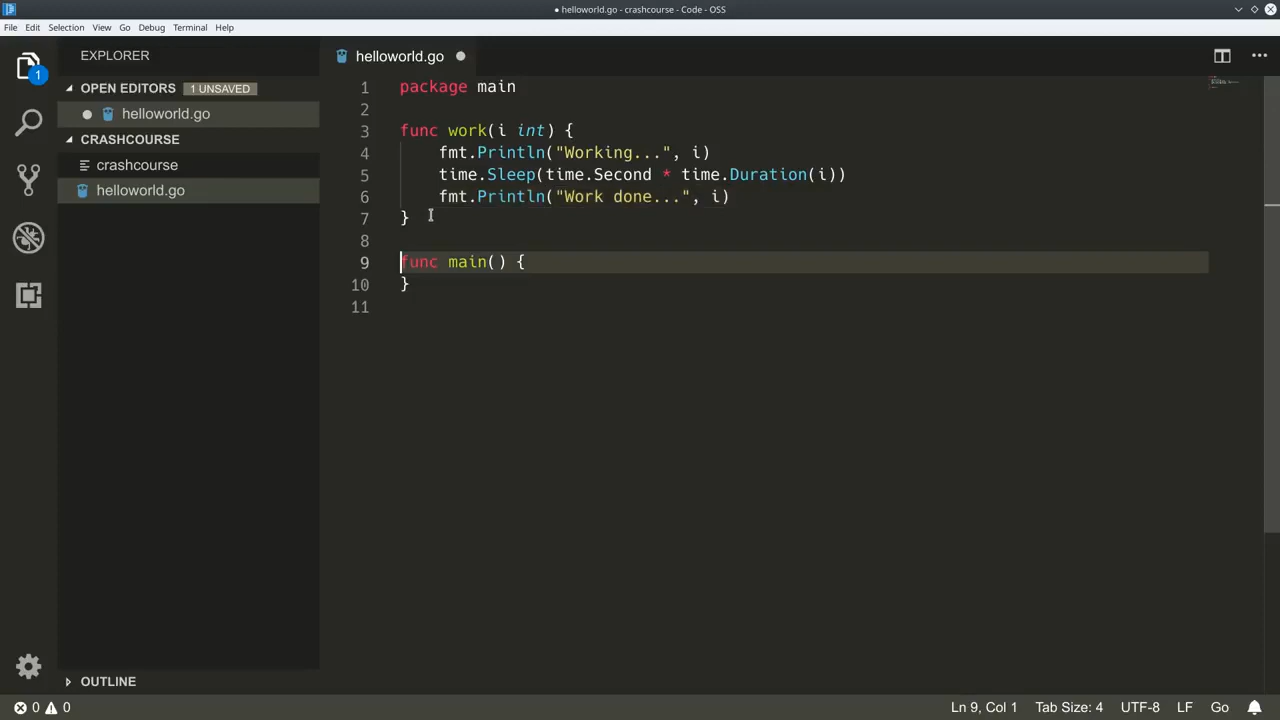 helloworld.go - crashcourse - Code - OSS
File Edit Selection View Go Debug Terminal Help
EXPLORER
helloworld.go
OPEN EDITORS 1 UNSAVED
helloworld.go
CRASHCOURSE
crashcourse
helloworld.go
1
1 package main
2
3 func work(i int) {
4 fmt.Println("Working...", i)
5 time.Sleep(time.Second * time.Duration(i))
6 fmt.Println("Work done...", i)
7 }
8
9 func main() {
10 }
11
OUTLINE
0 0 Ln 9, Col 1 Tab Size: 4 UTF-8 LF Go